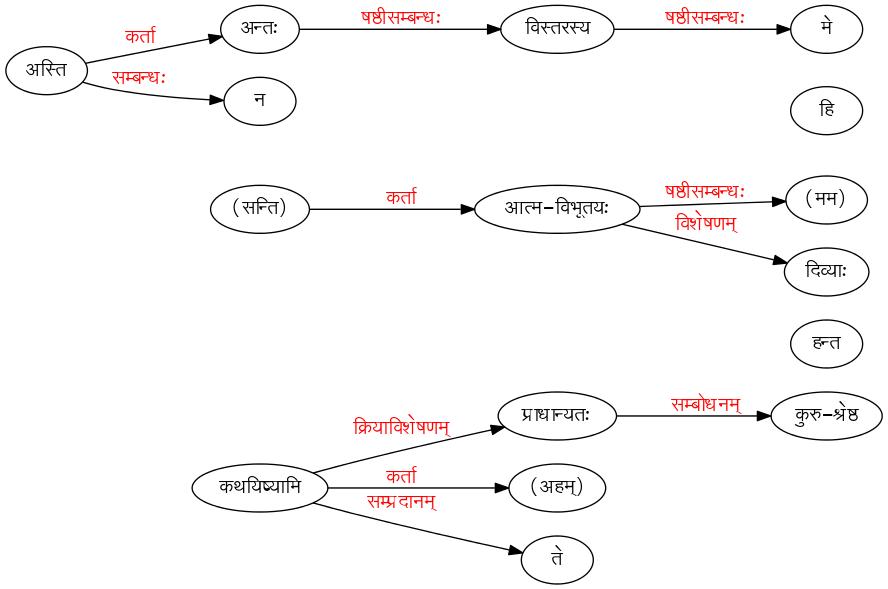 अन्तः षष्ठीसम्बन्धः विस्तरस्य षष्ठीसम्बन्धः मे
कर्ता
अस्ति
सम्बन्धः
न
हि
(सन्ति) कर्ता आत्म-विभूतयः षष्ठीसम्बन्धः (मम)
विशेषणम्
दिव्याः
हन्त
प्राधान्यतः सम्बोधनम् कुरु-श्रेष्ठ
क्रियाविशेषणम्
कथयिष्यामि कर्ता (अहम्)
सम्प्रदानम्
ते